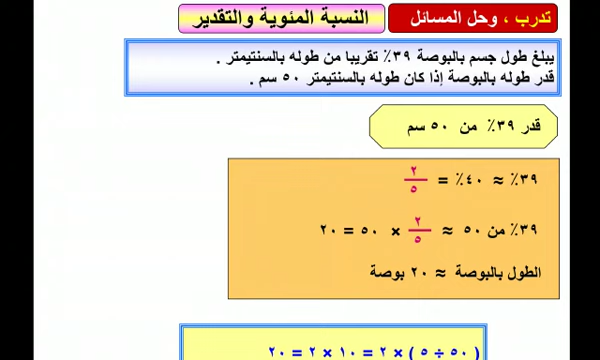 تدرب ، وحل المسائل
النسبة المئوية والتقدير
يبلغ طول جسم بالبوصة ٣٩٪ تقريبا من طوله بالسنتيمتر .
قدر طوله بالبوصة إذا كان طوله بالسنتيمتر ٥٠ سم .
قدر ٣٩٪ من ٥٠ سم
٣٩٪ ≈ ٤٠٪ = ٢/٥
٣٩٪ من ٥٠ ≈ ٢/٥ × ٥٠ = ٢٠
الطول بالبوصة ≈ ٢٠ بوصة
( ٥٠ ÷ ٥ ) × ٢ = ١٠ × ٢ = ٢٠